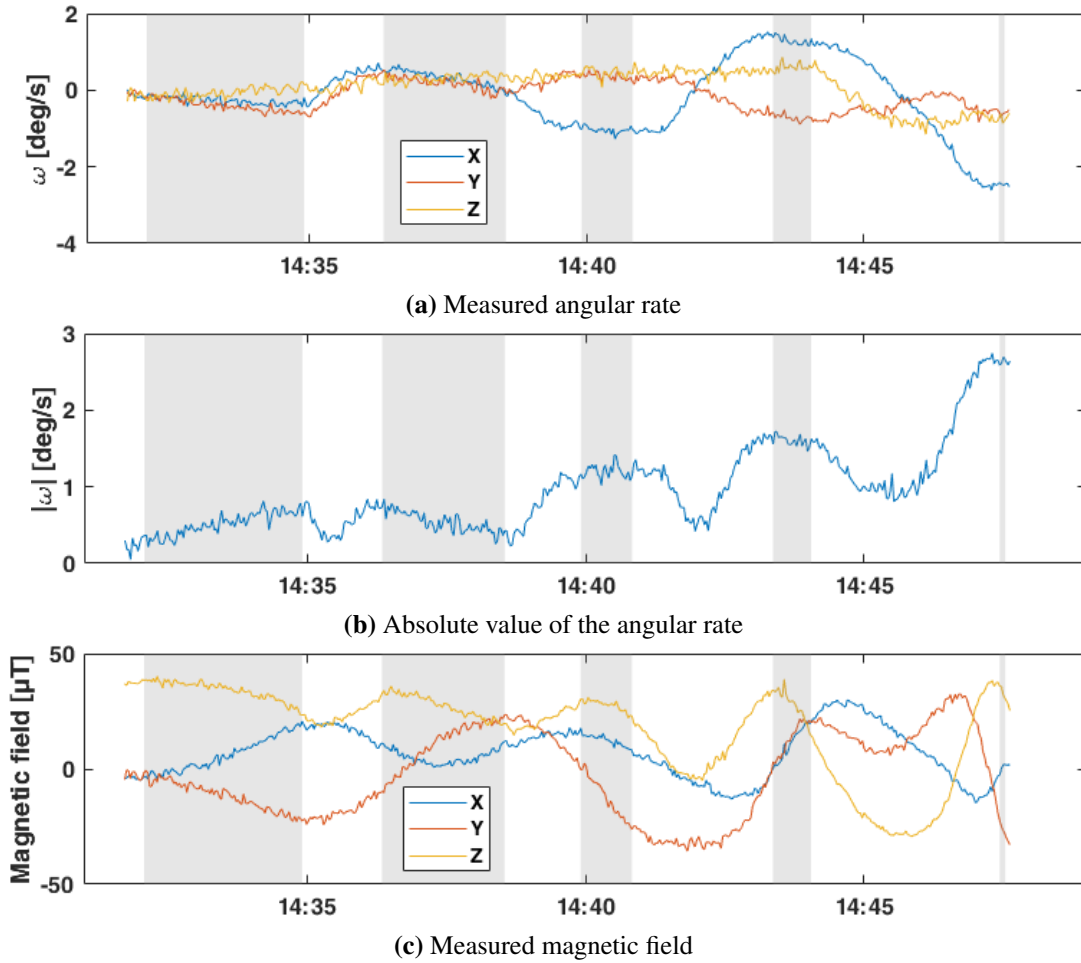 2
0
-2
-4
ω [deg/s]
X
Y
Z
14:35 14:40 14:45
(a) Measured angular rate
3
2
1
0
|ω| [deg/s]
14:35 14:40 14:45
(b) Absolute value of the angular rate
50
0
-50
Magnetic field [µT]
X
Y
Z
14:35 14:40 14:45
(c) Measured magnetic field